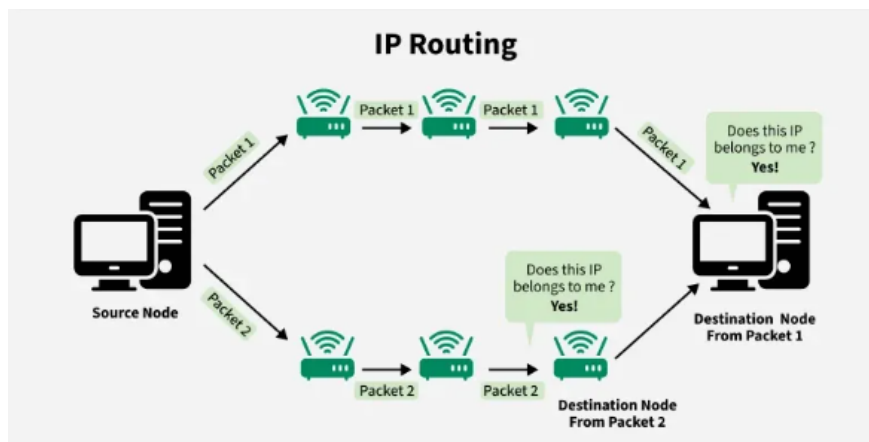 IP Routing
Packet 1
Packet 1
Packet 1
Packet 1
Does this IP
belongs to me ?
Yes!
Source Node
Packet 2
Does this IP
belongs to me ?
Yes!
Destination Node
From Packet 1
Packet 2
Packet 2
Destination Node
From Packet 2